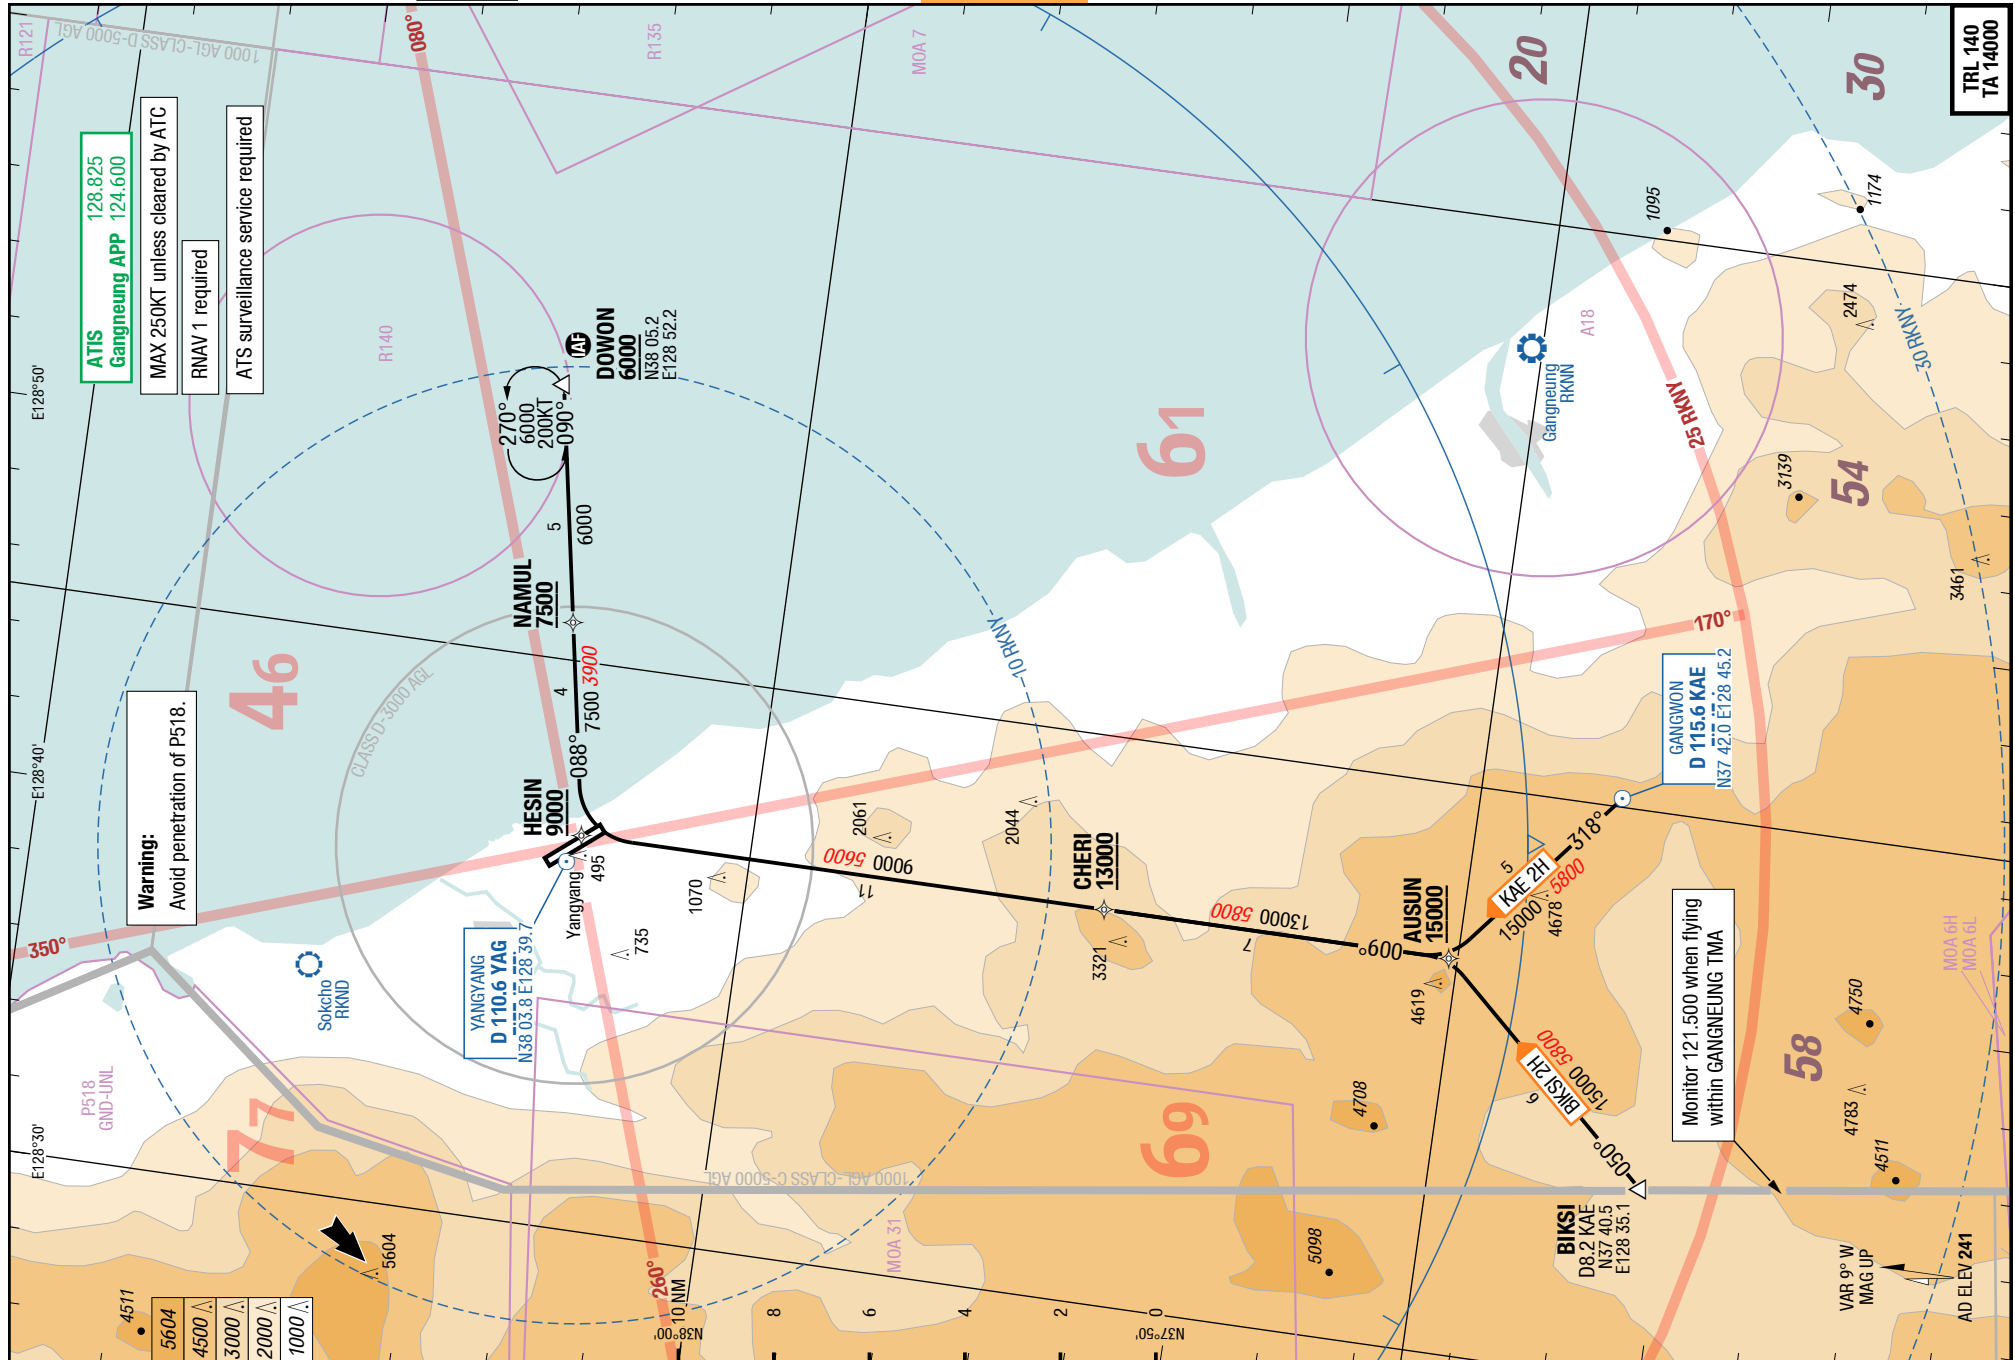 R121
1000 AGL-CLASS D-5000 AGL
080°
R135
MOA 7
20
30
TRL 140
TA 14000
ATIS 128.825
Gangneung APP 124.600
MAX 250KT unless cleared by ATC
RNAV 1 required
ATS surveillance service required
E128°50'
R140
IAF
DOWON
6000
N38 05.2
E128 52.2
270°
6000
200KT
090°
5
6000
NAMUL
7500
4
7500 3900
088°
HESIN
9000
46
61
CLASS D-3000 AGL
10 RKNY
1095
1174
2474
A18
Gangneung
RKNN
25 RKNY
30 RKNY
3139
54
3461
170°
GANGWON
D 115.6 KAE
N37 42.0 E128 45.2
E128°40'
Warning:
Avoid penetration of P518.
350°
Sokcho
RKND
YANGYANG
D 110.6 YAG
N38 03.8 E128 39.7
Yangyang
495
735
1070
2061
2044
5600 9000
11
CHERI
13000
3321
5800 13000
7
009°
AUSUN
15000
4619
318°
5
KAE 2H
15000 5800
4678
BIKSI 2H
5800
15000
6
050°
BIKSI
D8.2 KAE
N37 40.5
E128 35.1
Monitor 121.500 when flying
within GANGNEUNG TMA
MOA 6H
MOA 6L
4750
58
4783
4511
4708
5098
69
1000 AGL-CLASS C-5000 AGL
MOA 31
P518
GND-UNL
77
E128°30'
5604
260°
4511
5604
4500
3000
2000
1000
10 NM
8
6
4
2
0
N38°00'
N37°50'
VAR 9° W
MAG UP
AD ELEV 241